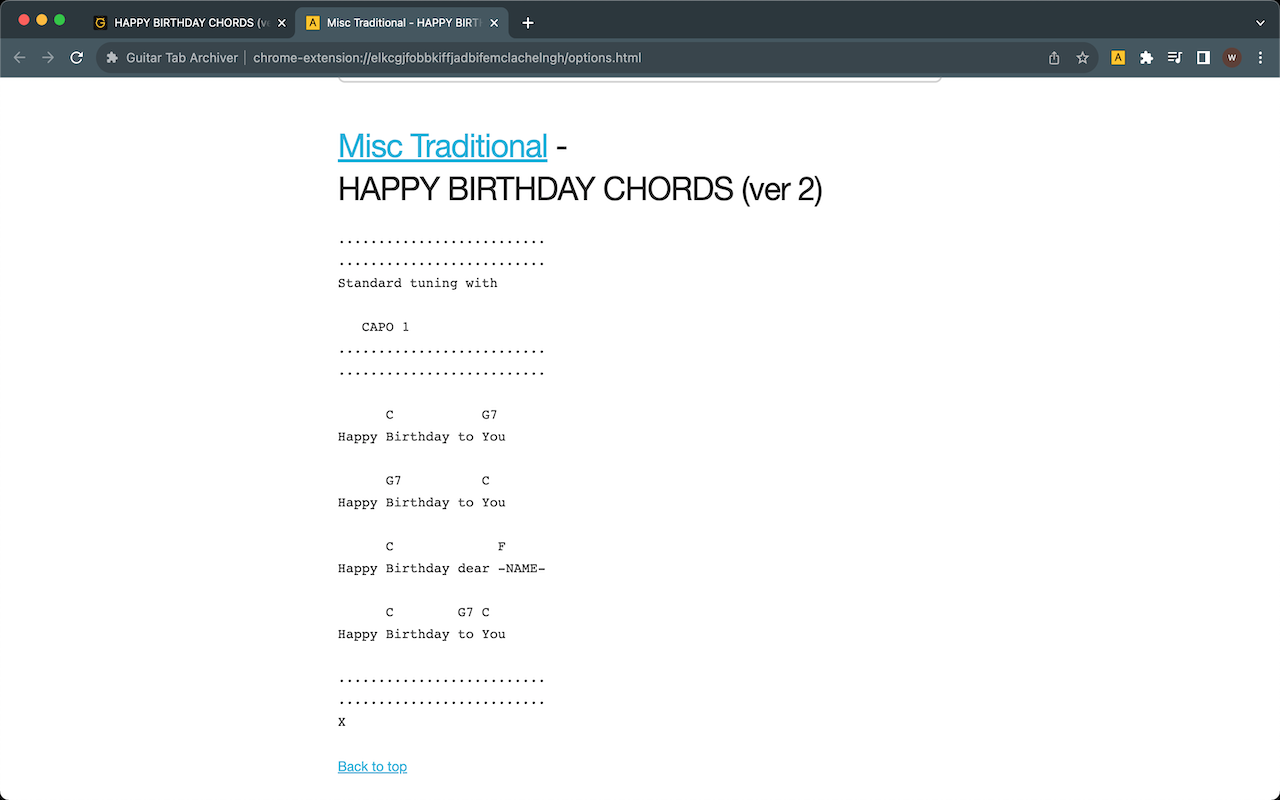 HAPPY BIRTHDAY CHORDS (ve
Misc Traditional - HAPPY BIRT
Guitar Tab Archiver chrome-extension://elkcgjfobbkiffjadbifemclachelngh/options.html
A
W
Misc Traditional -
HAPPY BIRTHDAY CHORDS (ver 2)
..........................
..........................
Standard tuning with
CAPO 1
..........................
..........................
C G7
Happy Birthday to You
G7 C
Happy Birthday to You
C F
Happy Birthday dear -NAME-
C G7 C
Happy Birthday to You
..........................
..........................
X
Back to top